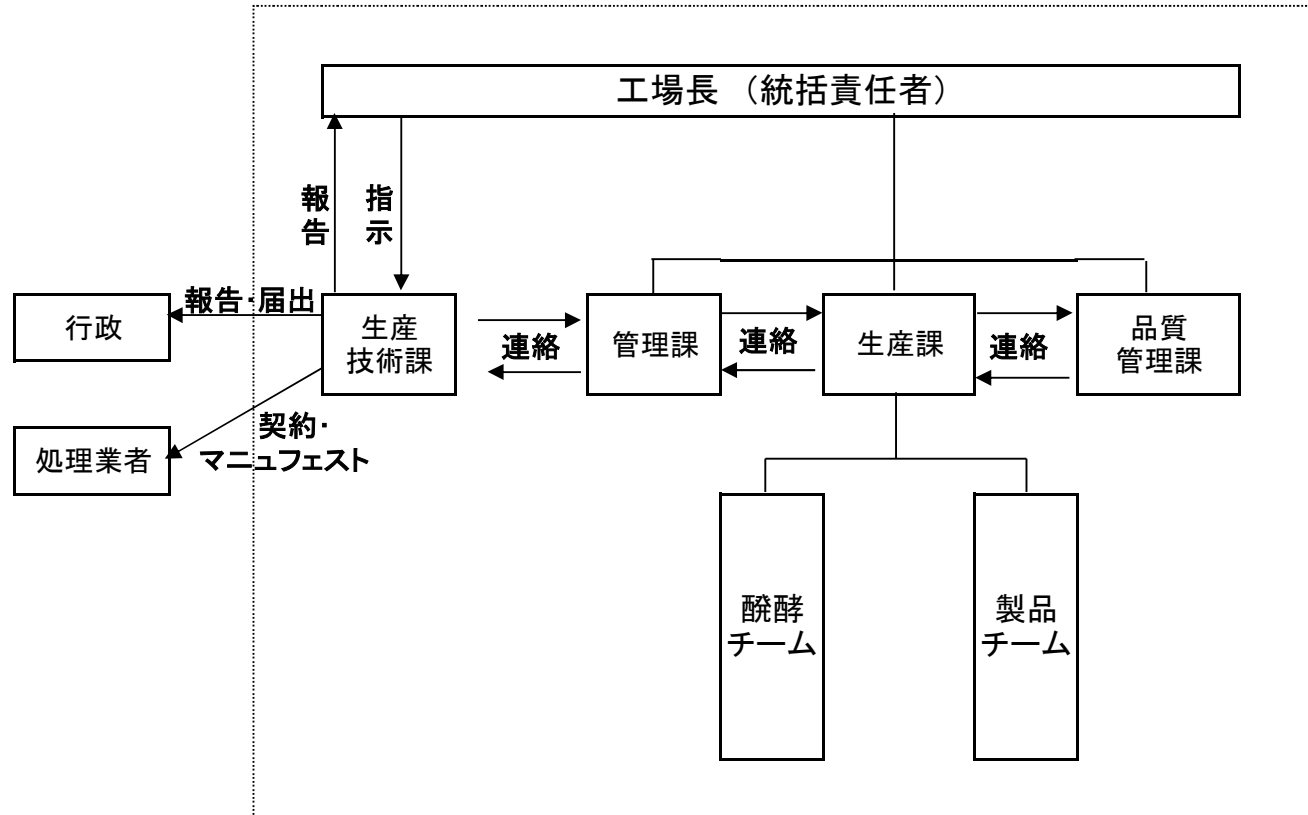 工場長 （統括責任者）
報告
指示
報告・届出
行政
生産
技術課
連絡
管理課
連絡
生産課
連絡
品質
管理課
契約・
マニュフェスト
処理業者
醗酵
チーム
製品
チーム